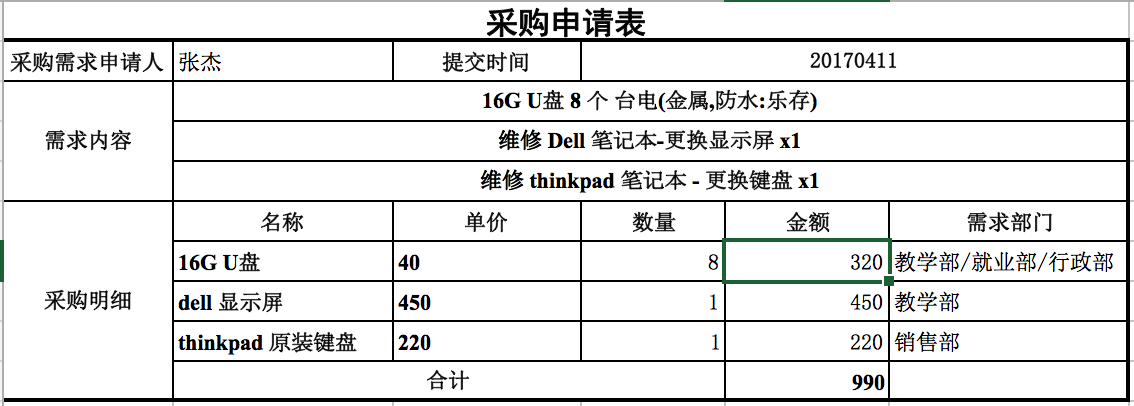 采购申请表
采购需求申请人 张杰 提交时间 20170411
需求内容
16G U盘 8 个 台电(金属,防水:乐存)
维修 Dell 笔记本-更换显示屏 x1
维修 thinkpad 笔记本 - 更换键盘 x1
采购明细
名称 单价 数量 金额 需求部门
16G U盘 40 8 320 教学部/就业部/行政部
dell 显示屏 450 1 450 教学部
thinkpad 原装键盘 220 1 220 销售部
合计 990